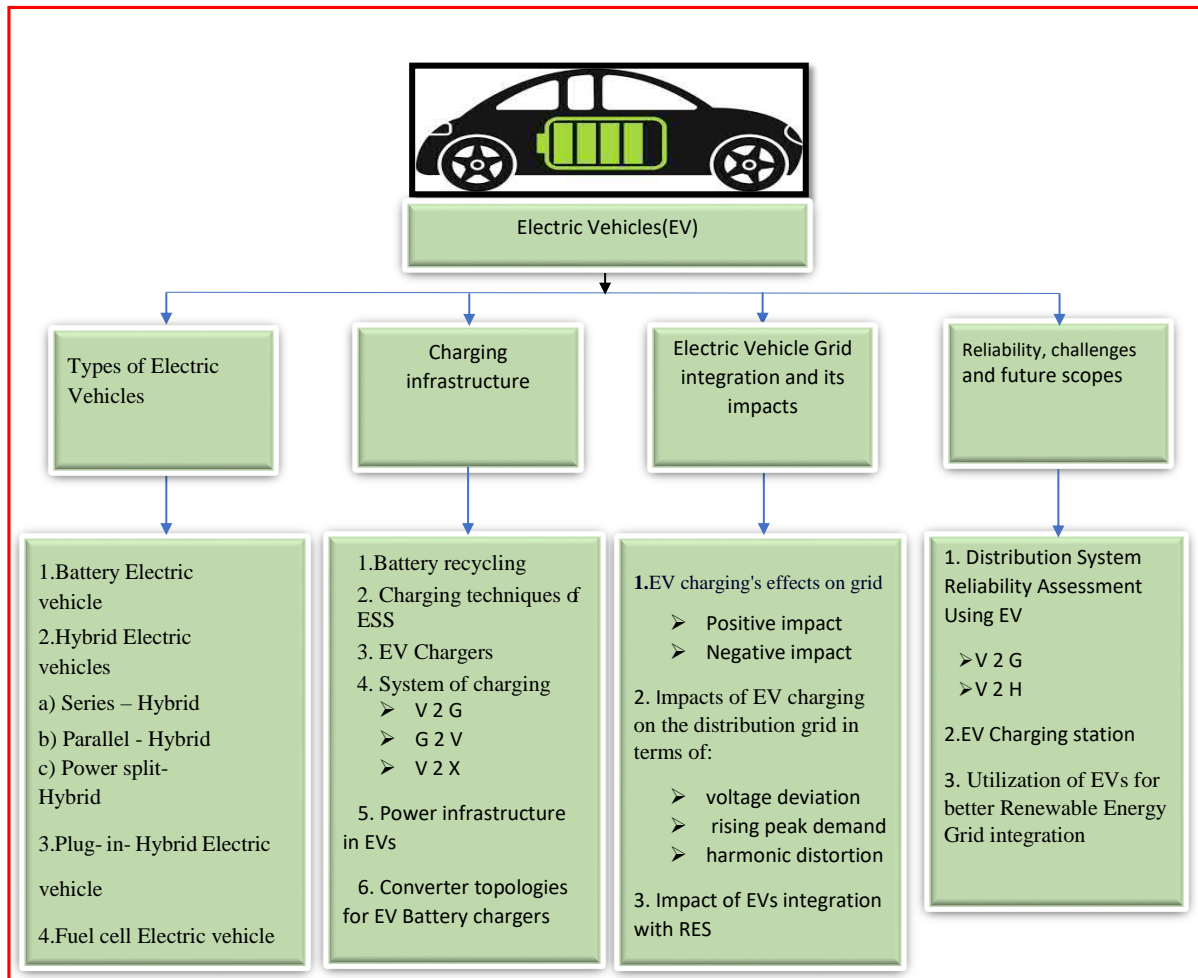 Electric Vehicles(EV)
Types of Electric
Vehicles
Charging
infrastructure
Electric Vehicle Grid
integration and its
impacts
Reliability, challenges
and future scopes
1.Battery Electric
vehicle
2.Hybrid Electric
vehicles
a) Series – Hybrid
b) Parallel - Hybrid
c) Power split-
Hybrid
3.Plug- in- Hybrid Electric
vehicle
4.Fuel cell Electric vehicle
1.Battery recycling
2. Charging techniques of
ESS
3. EV Chargers
4. System of charging
➢ V 2 G
➢ G 2 V
➢ V 2 X
5. Power infrastructure
in EVs
6. Converter topologies
for EV Battery chargers
1.EV charging's effects on grid
➢ Positive impact
➢ Negative impact
2. Impacts of EV charging
on the distribution grid in
terms of:
➢ voltage deviation
➢ rising peak demand
➢ harmonic distortion
3. Impact of EVs integration
with RES
1. Distribution System
Reliability Assessment
Using EV
➢V 2 G
➢V 2 H
2.EV Charging station
3. Utilization of EVs for
better Renewable Energy
Grid integration